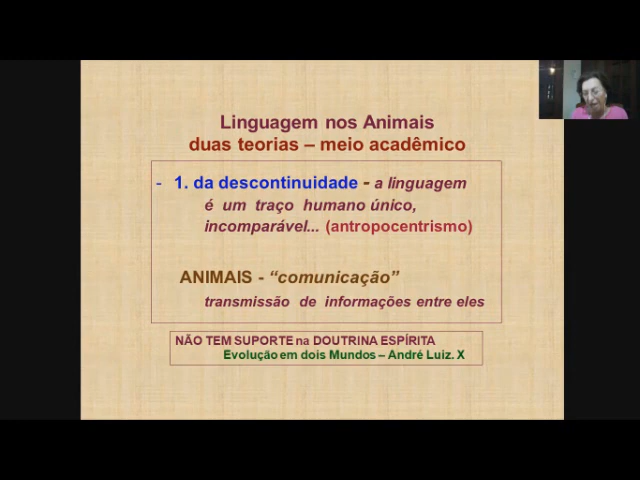 Linguagem nos Animais
duas teorias – meio acadêmico
- 1. da descontinuidade - a linguagem
é um traço humano único,
incomparável... (antropocentrismo)
ANIMAIS - “comunicação”
transmissão de informações entre eles
NÃO TEM SUPORTE na DOUTRINA ESPÍRITA
Evolução em dois Mundos – André Luiz. X